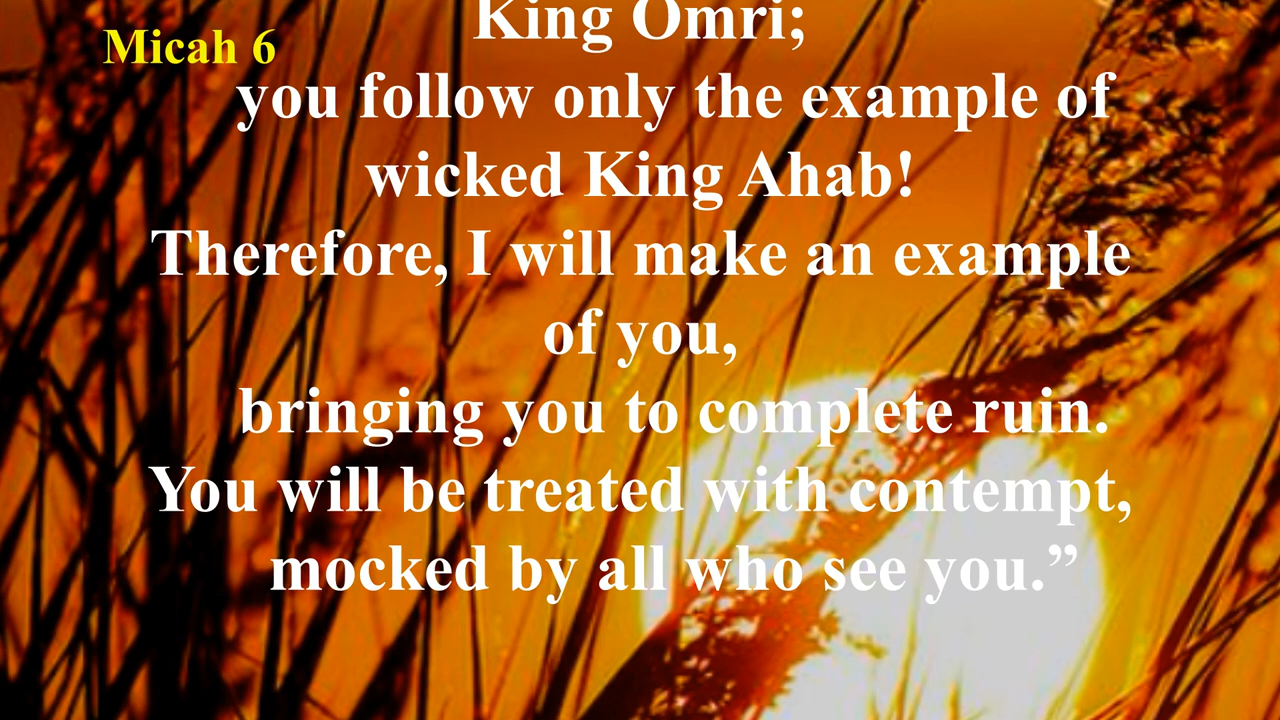 Micah 6
King Omri;
you follow only the example of
wicked King Ahab!
Therefore, I will make an example
of you,
bringing you to complete ruin.
You will be treated with contempt,
mocked by all who see you.”